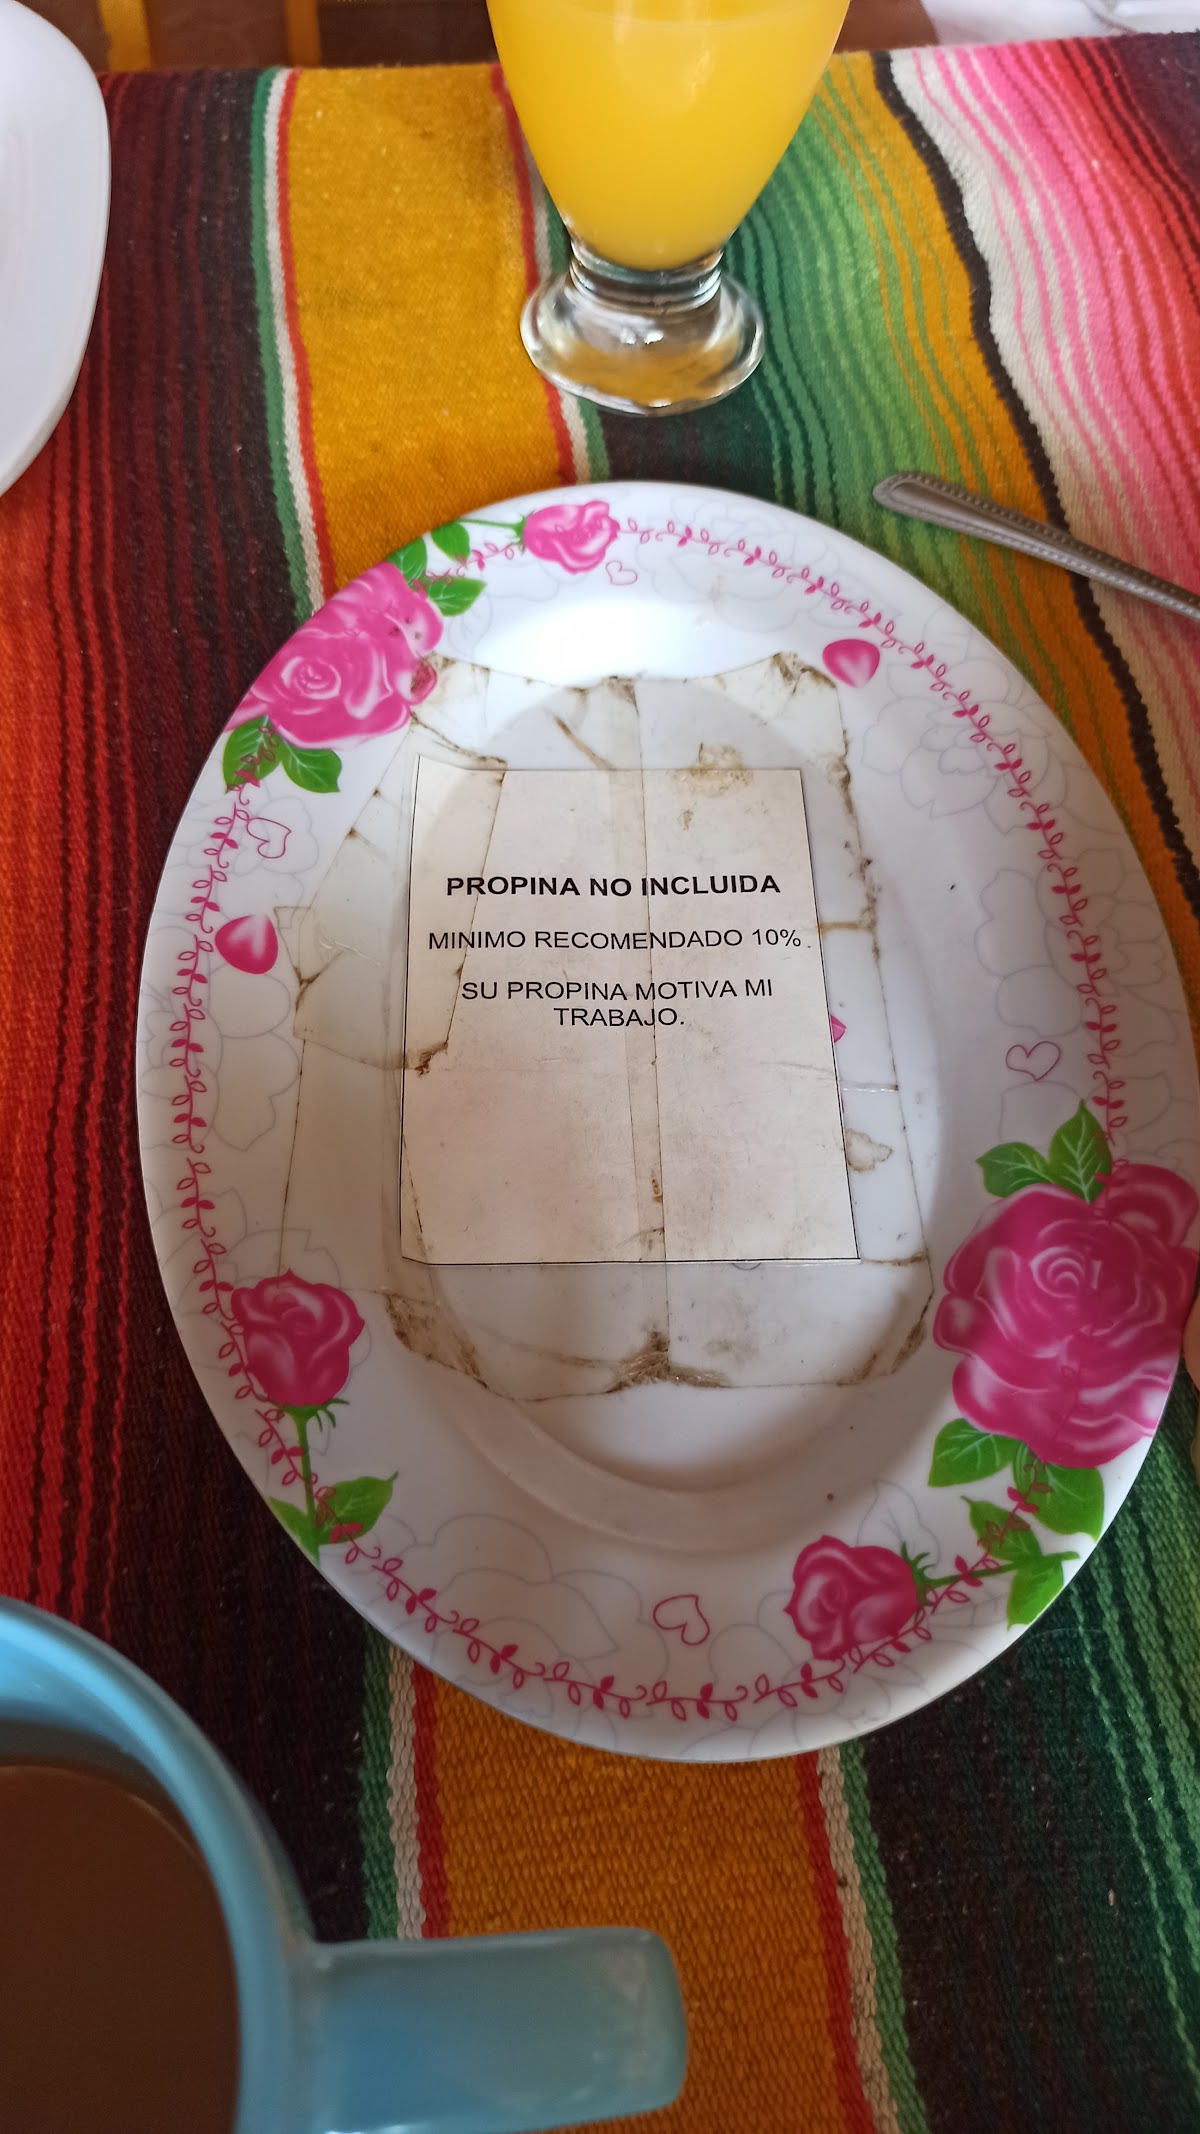 PROPINA NO INCLUIDA
MINIMO RECOMENDADO 10%.
SU PROPINA MOTIVA MI
TRABAJO.